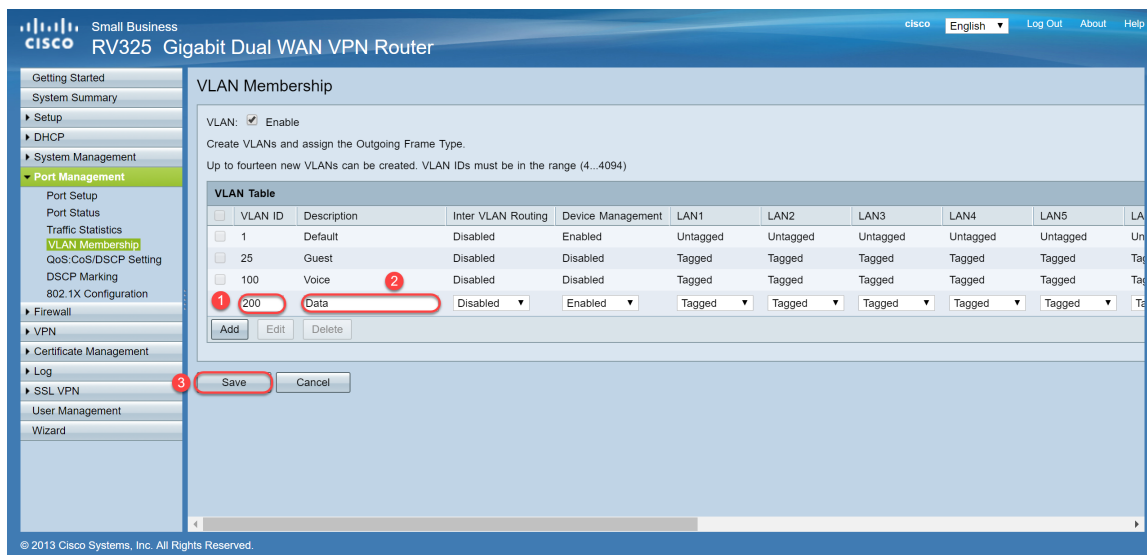 Small Business
cisco English Log Out About Help
CISCO RV325 Gigabit Dual WAN VPN Router
Getting Started
System Summary
Setup
DHCP
System Management
Port Management
Port Setup
Port Status
Traffic Statistics
VLAN Membership
QoS:CoS/DSCP Setting
DSCP Marking
802.1X Configuration
Firewall
VPN
Certificate Management
Log
SSL VPN
User Management
Wizard
VLAN Membership
VLAN: Enable
Create VLANs and assign the Outgoing Frame Type.
Up to fourteen new VLANs can be created. VLAN IDs must be in the range (4...4094)
VLAN Table
VLAN ID Description Inter VLAN Routing Device Management LAN1 LAN2 LAN3 LAN4 LAN5 LA
1 Default Disabled Enabled Untagged Untagged Untagged Untagged Untagged Un
25 Guest Disabled Disabled Tagged Tagged Tagged Tagged Tagged Tag
100 Voice Disabled Disabled Tagged Tagged Tagged Tagged Tagged Tag
2
1 200 Data Disabled Enabled Tagged Tagged Tagged Tagged Tagged Ta
Add Edit Delete
3 Save Cancel
© 2013 Cisco Systems, Inc. All Rights Reserved.